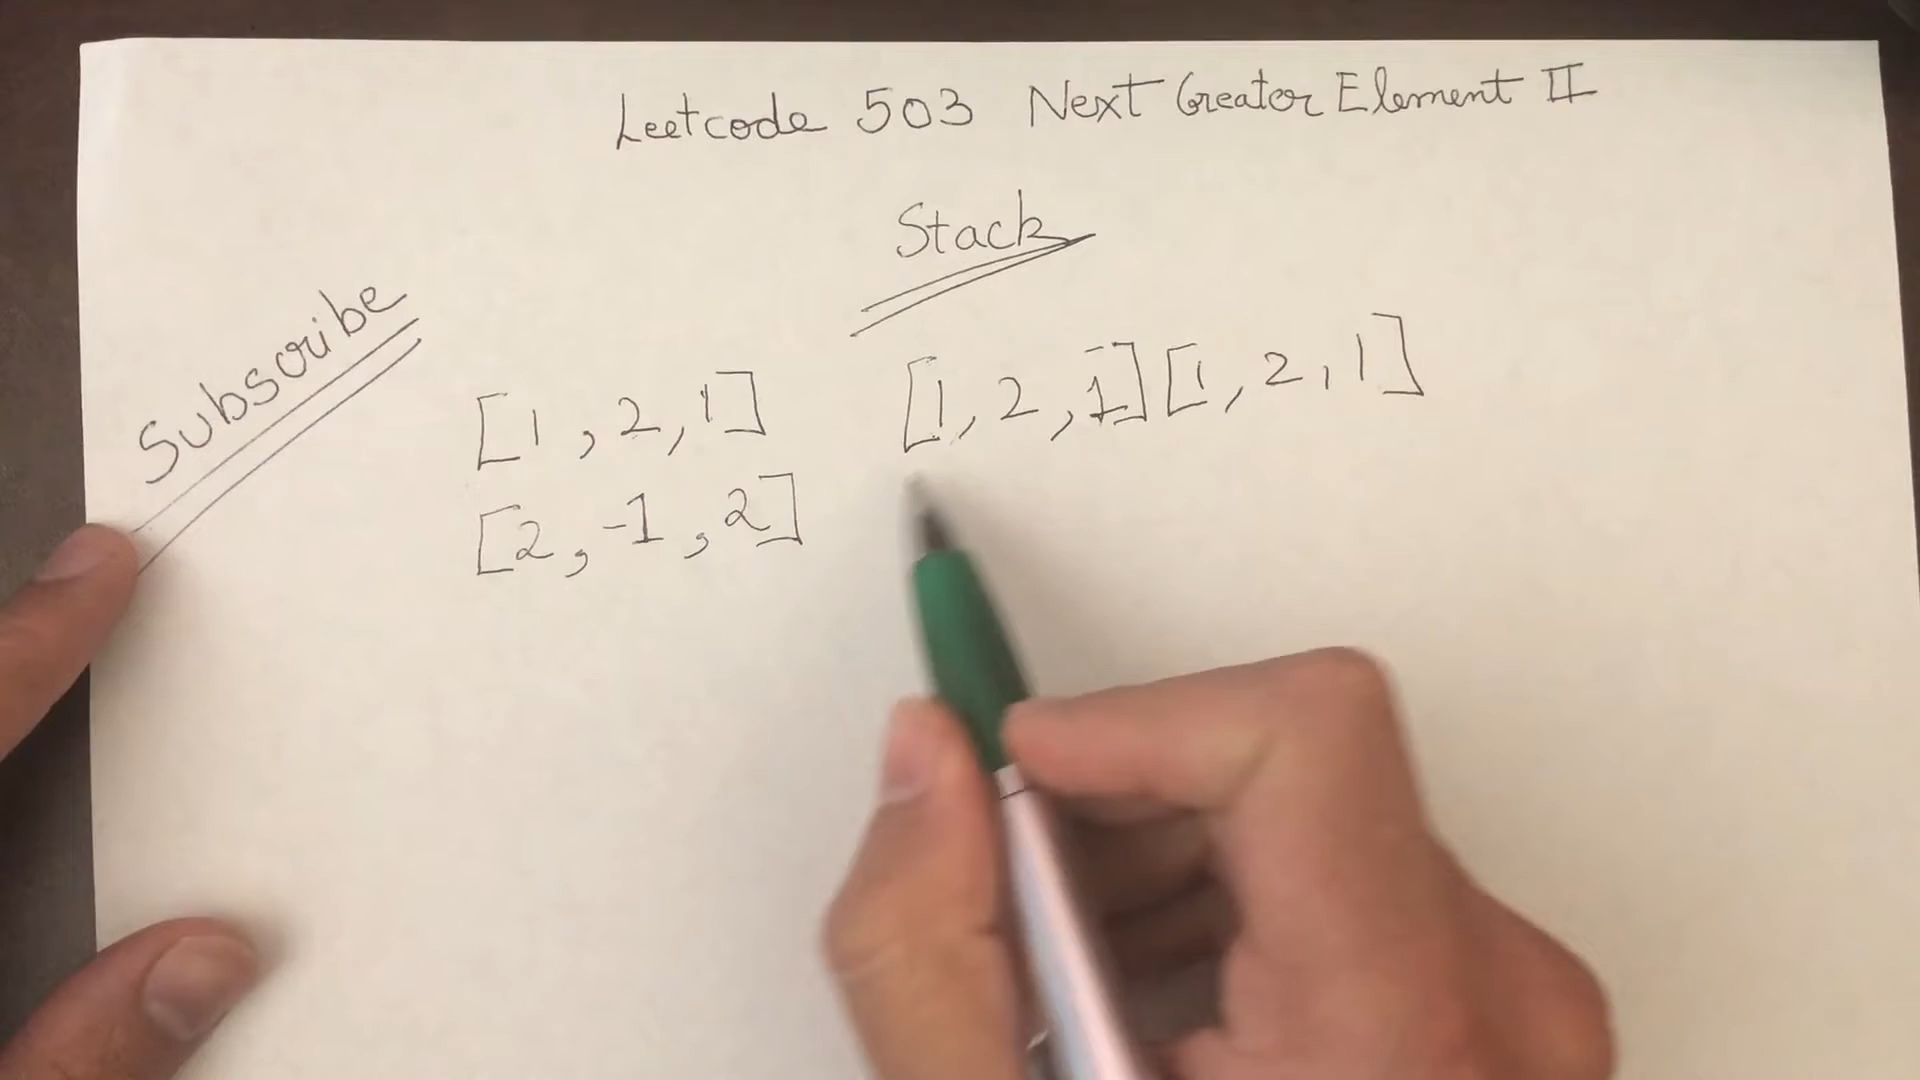 Leetcode 503 Next Greator Element II
Stack
Subscribe
[1, 2, 1] [1, 2, 1] [1, 2, 1]
[2, -1, 2]